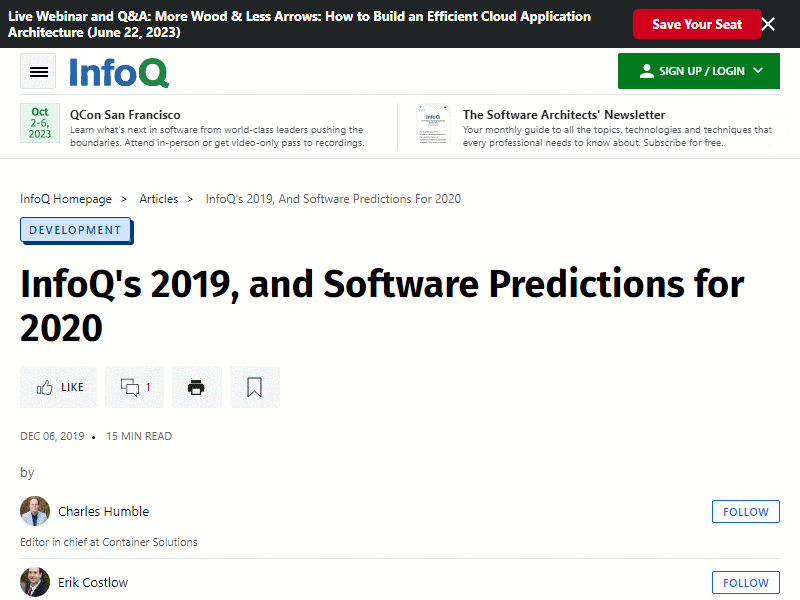 Live Webinar and Q&A: More Wood & Less Arrows: How to Build an Efficient Cloud Application
Architecture (June 22, 2023)
Save Your Seat
InfoQ
SIGN UP / LOGIN
Oct
2-6,
2023
QCon San Francisco
Learn what's next in software from world-class leaders pushing the
boundaries. Attend in-person or get video-only pass to recordings.
InfoQ
The Software Architects' Newsletter
Your monthly guide to all the topics, technologies and techniques that
every professional needs to know about. Subscribe for free.
InfoQ Homepage > Articles > InfoQ's 2019, And Software Predictions For 2020
DEVELOPMENT
InfoQ's 2019, and Software Predictions for
2020
LIKE
1
DEC 06, 2019 • 15 MIN READ
by
Charles Humble
FOLLOW
Editor in chief at Container Solutions
Erik Costlow
FOLLOW